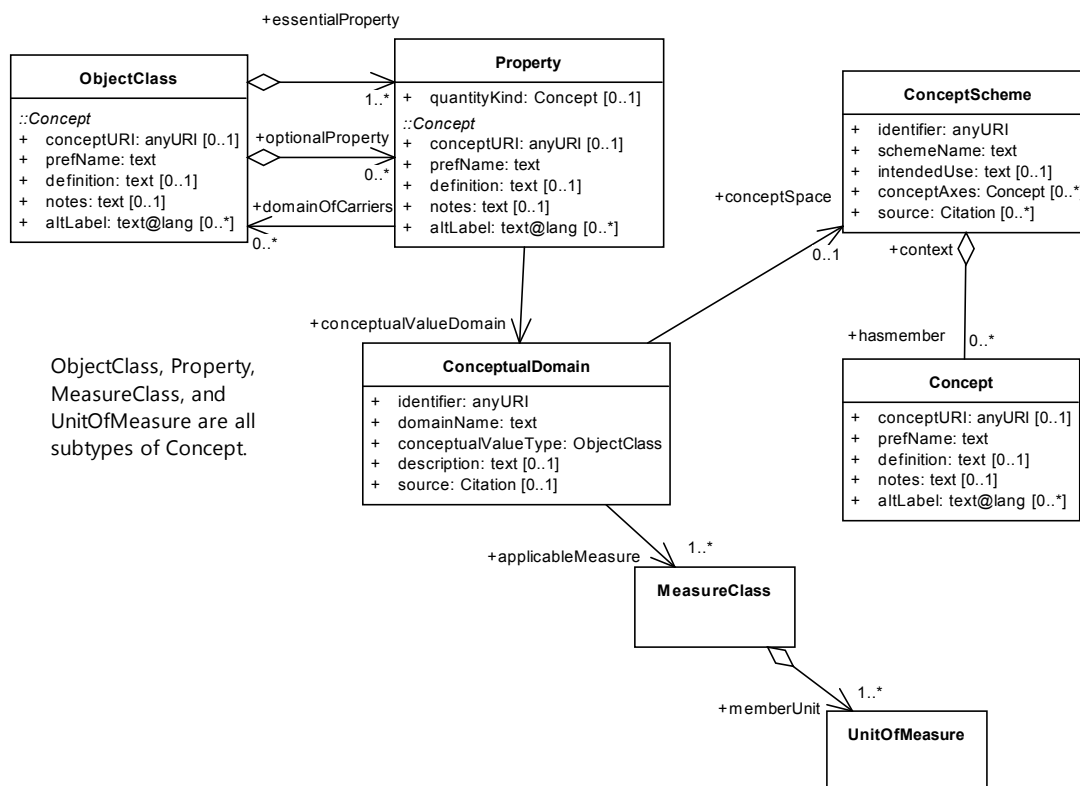 +essentialProperty
ObjectClass
::Concept
+ conceptURI: anyURI [0..1]
+ prefName: text
+ definition: text [0..1]
+ notes: text [0..1]
+ altLabel: text@lang [0..*]
1..*
+optionalProperty
0..*
+domainOfCarriers
0..*
Property
+ quantityKind: Concept [0..1]
::Concept
+ conceptURI: anyURI [0..1]
+ prefName: text
+ definition: text [0..1]
+ notes: text [0..1]
+ altLabel: text@lang [0..*]
ConceptScheme
+ identifier: anyURI
+ schemeName: text
+ intendedUse: text [0..1]
+ conceptAxes: Concept [0..*
+ source: Citation [0..*]
+conceptSpace
0..1
+context
+hasmember
0..*
+conceptualValueDomain
ObjectClass, Property,
MeasureClass, and
UnitOfMeasure are all
subtypes of Concept.
ConceptualDomain
+ identifier: anyURI
+ domainName: text
+ conceptualValueType: ObjectClass
+ description: text [0..1]
+ source: Citation [0..1]
Concept
+ conceptURI: anyURI [0..1]
+ prefName: text
+ definition: text [0..1]
+ notes: text [0..1]
+ altLabel: text@lang [0..*]
+applicableMeasure
1..*
MeasureClass
+memberUnit
1..*
UnitOfMeasure